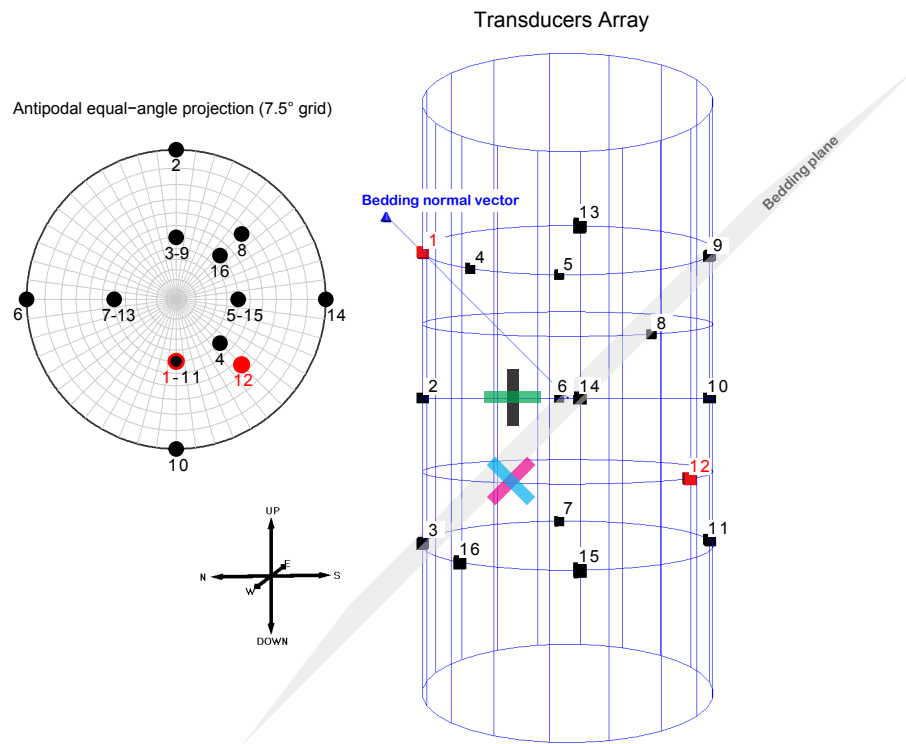 Transducers Array
Antipodal equal−angle projection (7.5° grid)
2
3-9
8
16
6
7-13
5-15
14
4
1-11
12
10
UP
N
E
S
W
DOWN
Bedding normal vector
Bedding plane
1
13
4
5
9
8
2
6
14
10
12
7
3
11
16
15